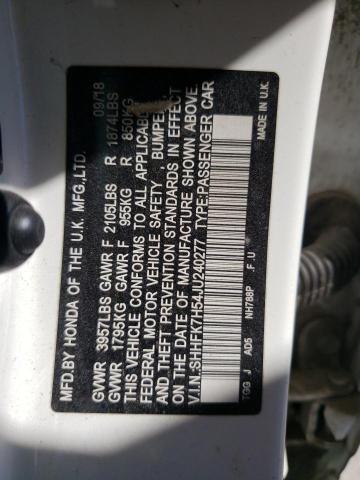 MFD.BY HONDA OF THE U.K. MFG.,LTD. 09/18
GVWR 3957LBS GAWR F 2105LBS R 1874LBS
GVWR 1795KG GAWR F 955KG R 850KG
THIS VEHICLE CONFORMS TO ALL APPLICABLE
FEDERAL MOTOR VEHICLE SAFETY, BUMPER,
AND THEFT PREVENTION STANDARDS IN EFFECT
ON THE DATE OF MANUFACTURE SHOWN ABOVE.
V.I.N.:SHHFK7H54JU240277 TYPE:PASSENGER CAR
TGG J AD5 NH788P .F .U MADE IN U.K.